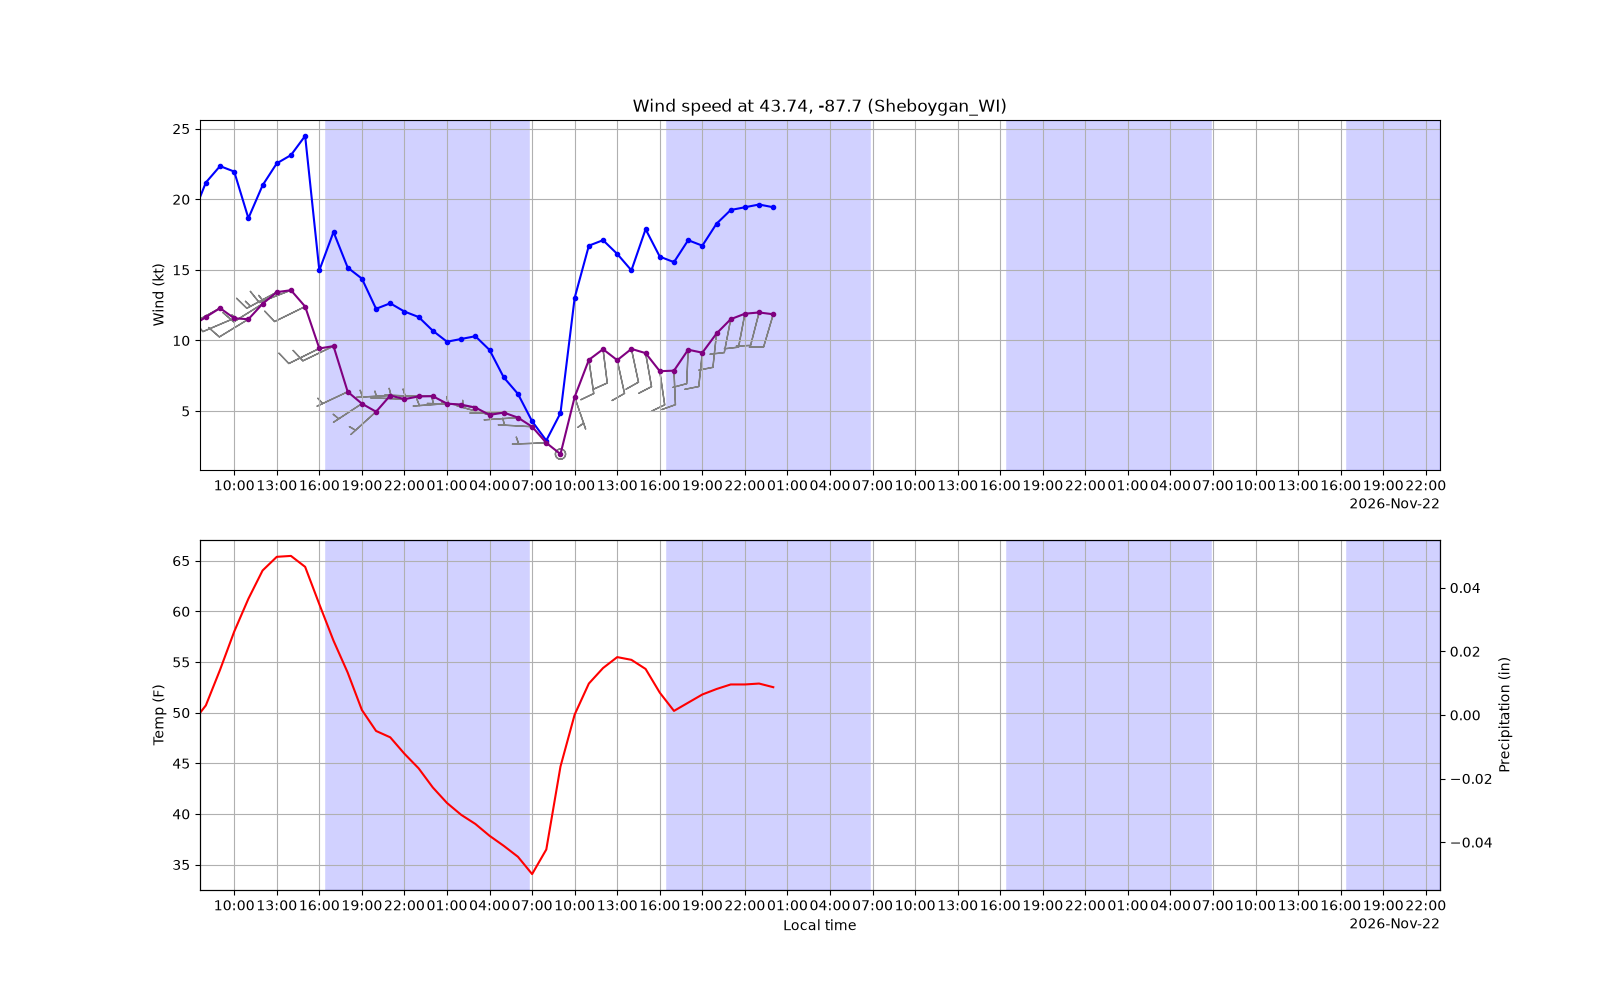 Wind speed at 43.74, -87.7 (Sheboygan_WI)
Wind (kt)
25
20
15
10
5
10:00 13:00 16:00 19:00 22:00 01:00 04:00 07:00 10:00 13:00 16:00 19:00 22:00 01:00 04:00 07:00 10:00 13:00 16:00 19:00 22:00 01:00 04:00 07:00 10:00 13:00 16:00 19:00 22:00
2026-Nov-22
Temp (F)
65
60
55
50
45
40
35
0.04
0.02
0.00
−0.02
−0.04
Precipitation (in)
10:00 13:00 16:00 19:00 22:00 01:00 04:00 07:00 10:00 13:00 16:00 19:00 22:00 01:00 04:00 07:00 10:00 13:00 16:00 19:00 22:00 01:00 04:00 07:00 10:00 13:00 16:00 19:00 22:00
Local time
2026-Nov-22